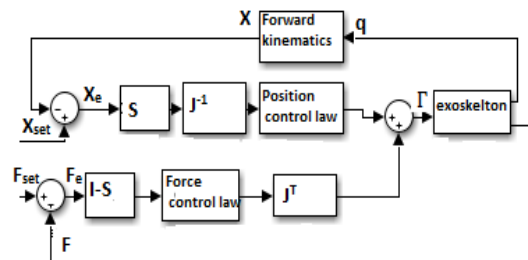 X
Forward
kinematics
q
-
+
Xe
S
J-1
Position
control law
+
+
Γ
exoskelton
Xset
Fset
+
+
Fe
I-S
Force
control law
JT
F